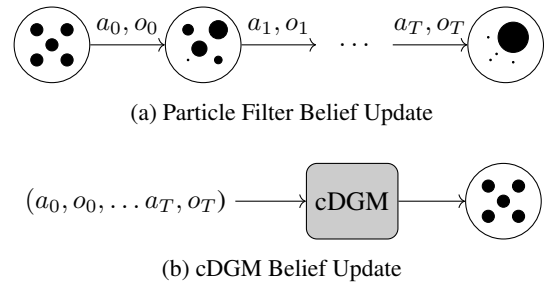 a_0, o_0 a_1, o_1 ⋯ a_T, o_T
(a) Particle Filter Belief Update
(a_0, o_0, … a_T, o_T) cDGM
(b) cDGM Belief Update